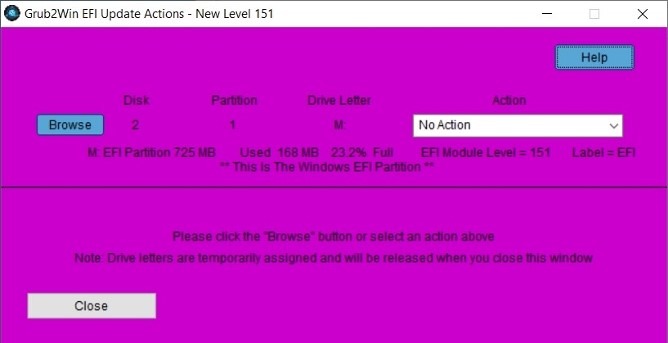 Grub2Win EFI Update Actions - New Level 151
Help
Disk Partition Drive Letter Action
Browse 2 1 M: No Action
M: EFI Partition 725 MB Used 168 MB 23.2% Full EFI Module Level = 151 Label = EFI
** This Is The Windows EFI Partition **
Please click the "Browse" button or select an action above
Note: Drive letters are temporarily assigned and will be released when you close this window
Close